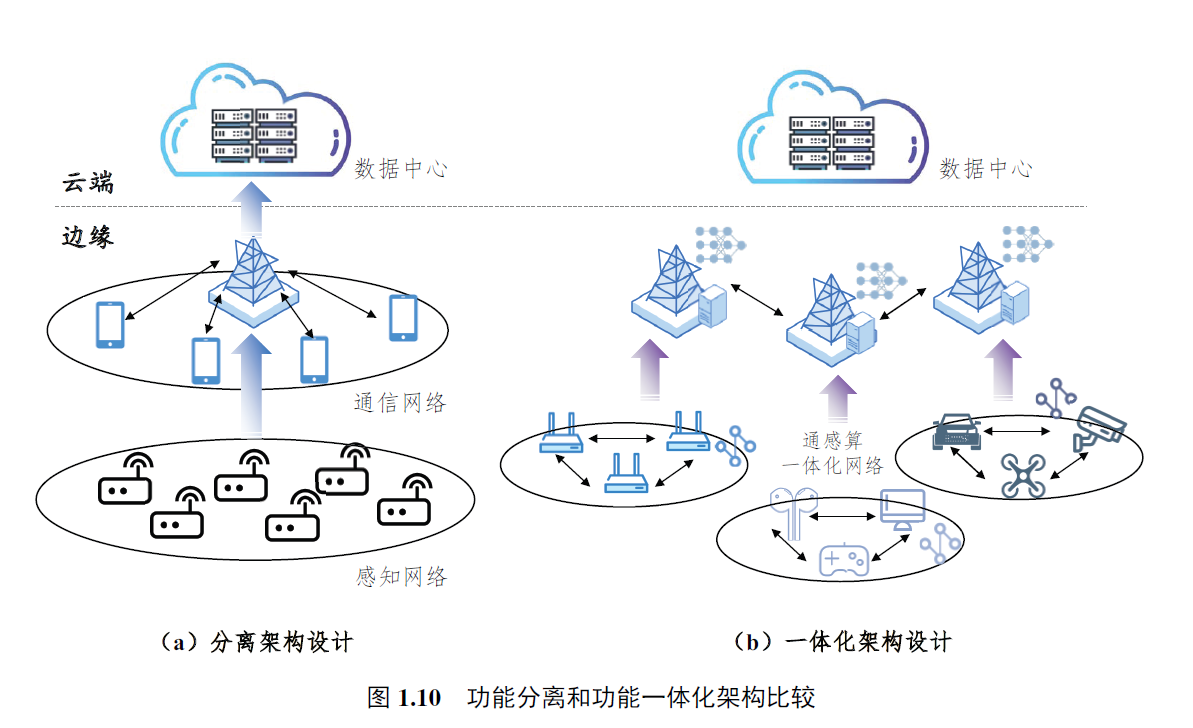 数据中心
数据中心
云端
边缘
通信网络
通感算
一体化网络
感知网络
（a）分离架构设计
（b）一体化架构设计
图 1.10 功能分离和功能一体化架构比较